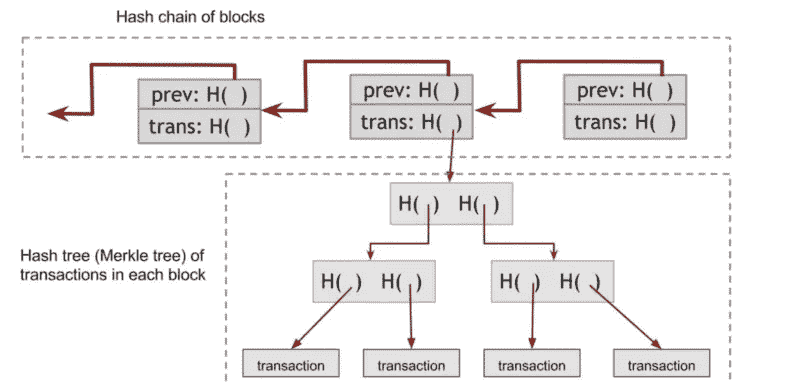 Hash chain of blocks
prev: H( )
trans: H( )
prev: H( )
trans: H( )
prev: H( )
trans: H( )
Hash tree (Merkle tree) of
transactions in each block
H( ) H( )
H( ) H( )
H( ) H( )
transaction
transaction
transaction
transaction